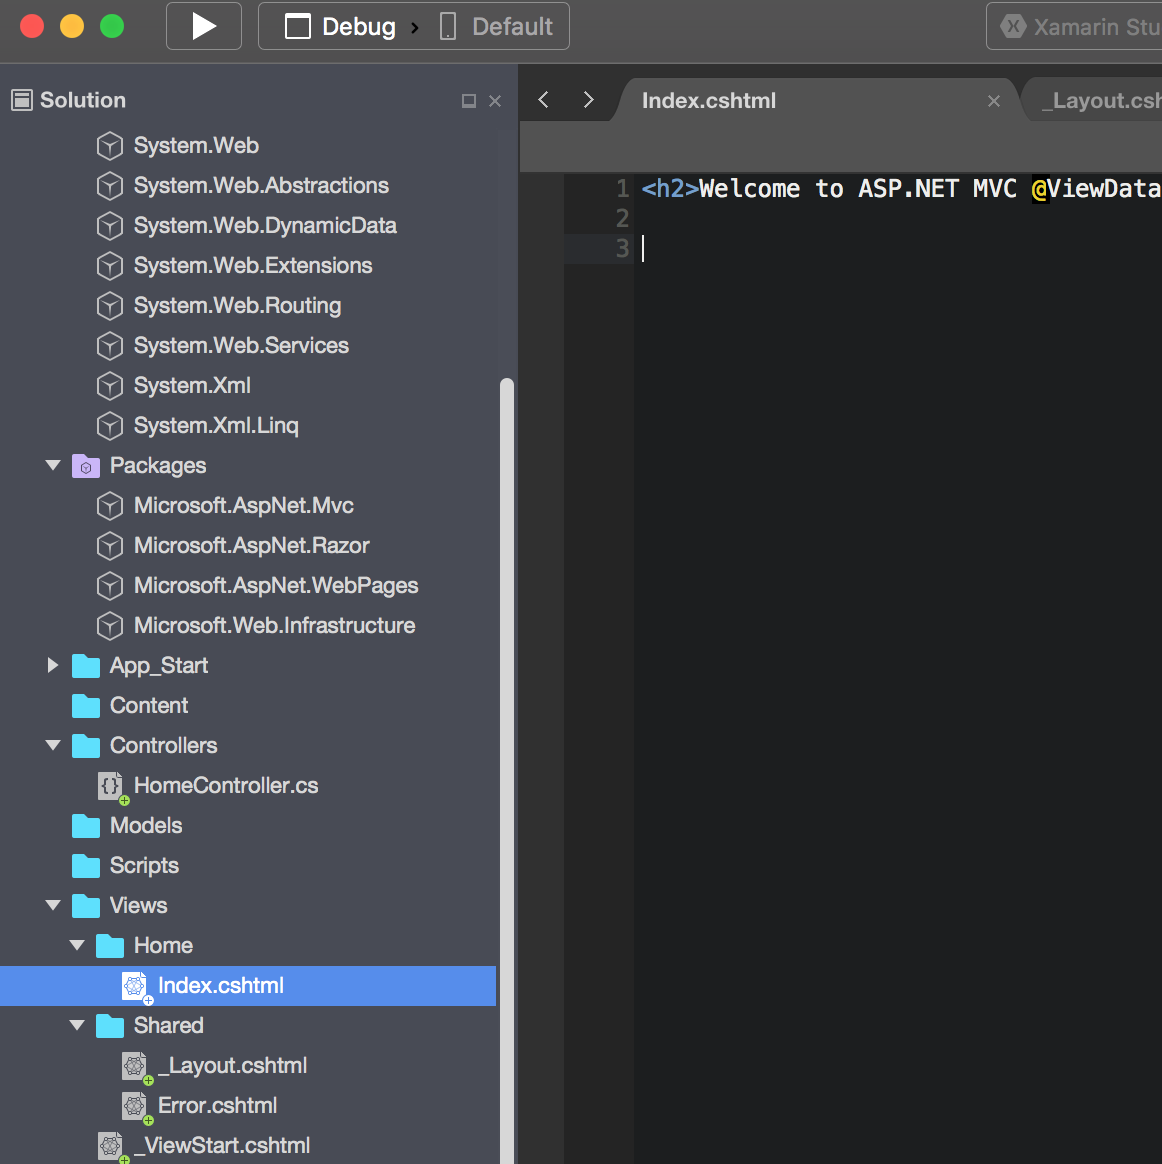 Debug › Default
Xamarin Stu
Solution
Index.cshtml
_Layout.csh
System.Web
System.Web.Abstractions
System.Web.DynamicData
System.Web.Extensions
System.Web.Routing
System.Web.Services
System.Xml
System.Xml.Linq
Packages
Microsoft.AspNet.Mvc
Microsoft.AspNet.Razor
Microsoft.AspNet.WebPages
Microsoft.Web.Infrastructure
App_Start
Content
Controllers
HomeController.cs
Models
Scripts
Views
Home
Index.cshtml
Shared
_Layout.cshtml
Error.cshtml
_ViewStart.cshtml
1 <h2>Welcome to ASP.NET MVC @ViewData
2
3